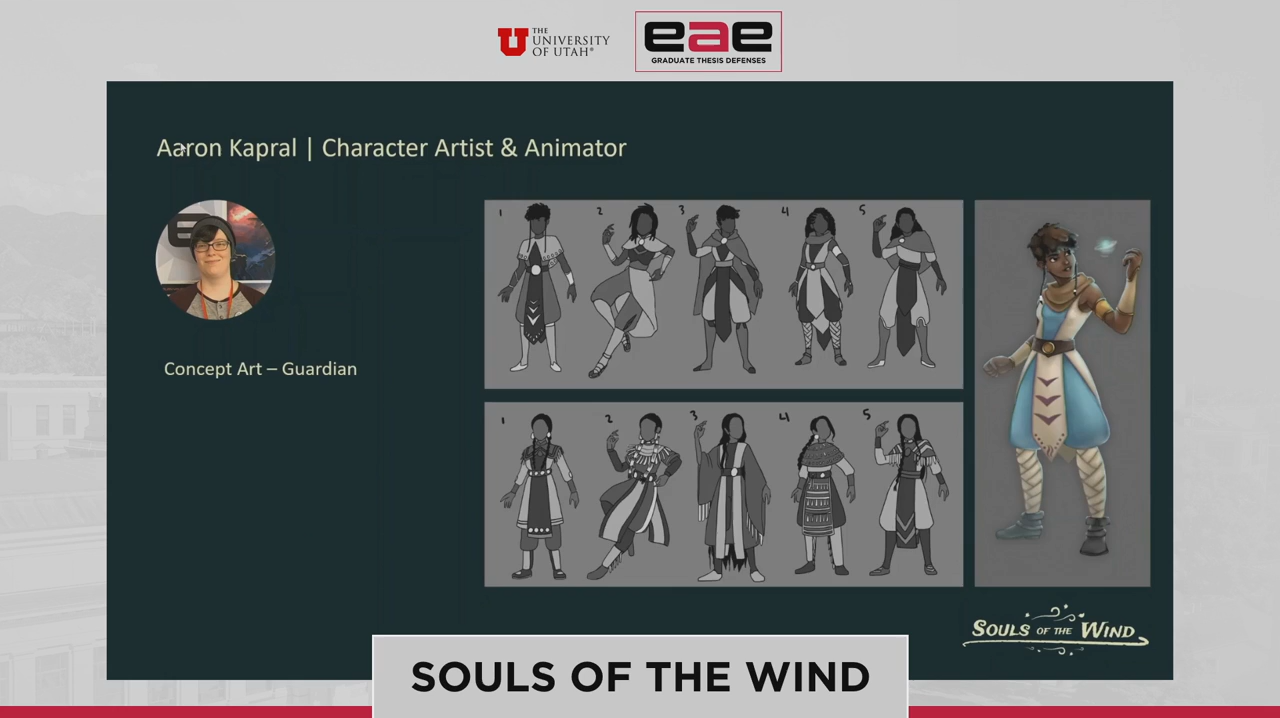 THE
UNIVERSITY
OF UTAH®
eae
GRADUATE THESIS DEFENSES
Aaron Kapral | Character Artist & Animator
Concept Art – Guardian
1 2 3 4 5
1 2 3 4 5
SOULS OF THE WIND
SOULS OF THE WIND